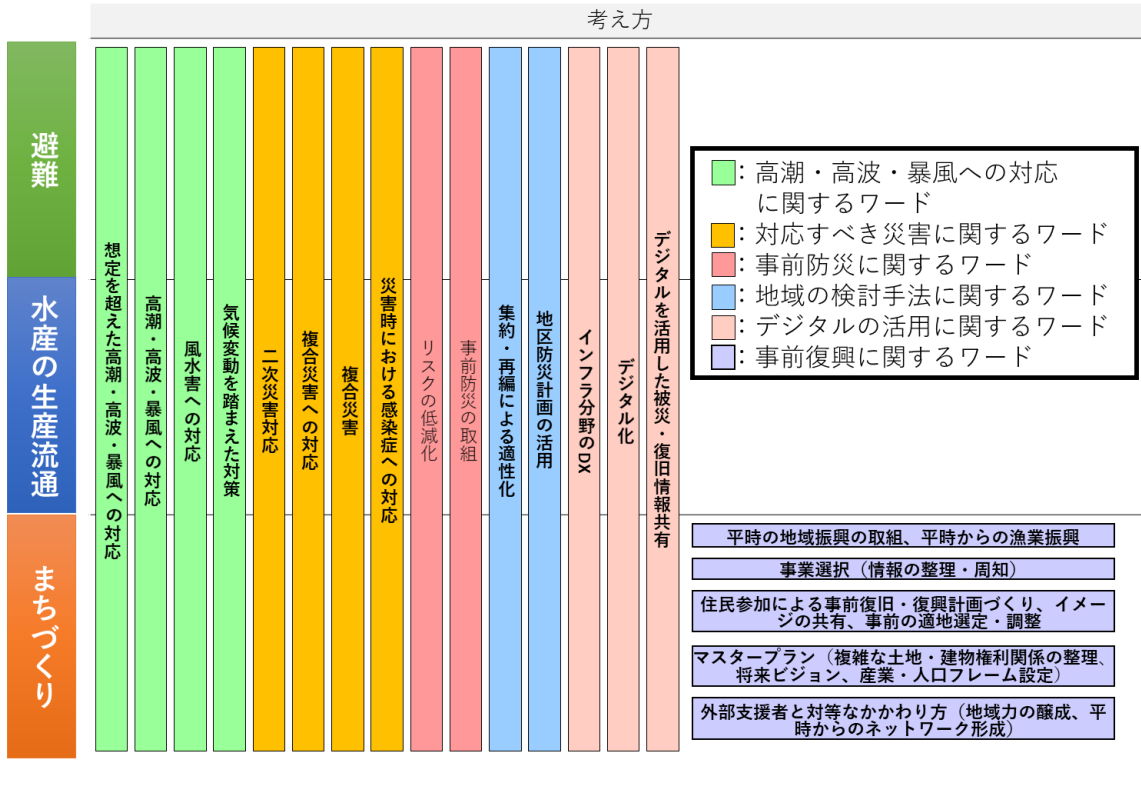 考え方
避難
水産の生産流通
まちづくり
想定を超えた高潮・高波・暴風への対応
高潮・高波・暴風への対応
風水害への対応
気候変動を踏まえた対策
二次災害対応
複合災害への対応
複合災害
災害時における感染症への対応
リスクの低減化
事前防災の取組
集約・再編による適性化
地区防災計画の活用
インフラ分野のDX
デジタル化
デジタルを活用した被災・復旧情報共有
：高潮・高波・暴風への対応
に関するワード
：対応すべき災害に関するワード
：事前防災に関するワード
：地域の検討手法に関するワード
：デジタルの活用に関するワード
：事前復興に関するワード
平時の地域振興の取組、平時からの漁業振興
事業選択（情報の整理・周知）
住民参加による事前復旧・復興計画づくり、イメー
ジの共有、事前の適地選定・調整
マスタープラン（複雑な土地・建物権利関係の整理、
将来ビジョン、産業・人口フレーム設定）
外部支援者と対等なかかわり方（地域力の醸成、平
時からのネットワーク形成）